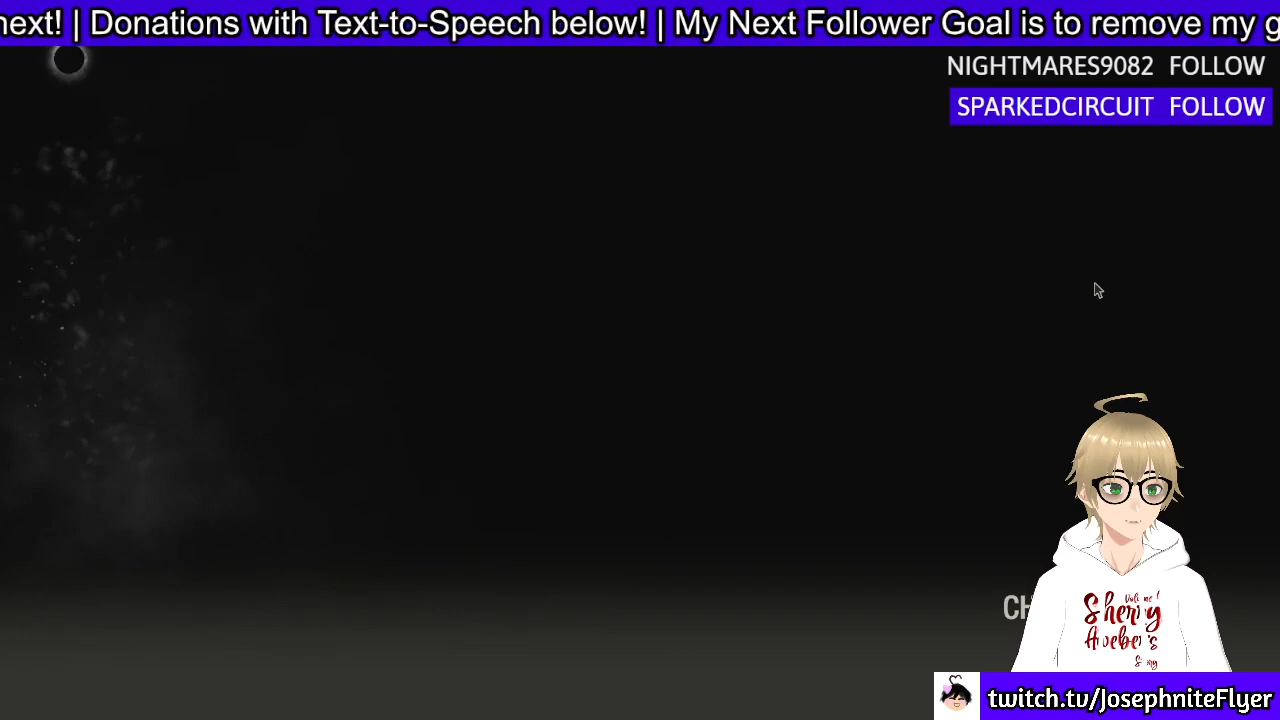 next! | Donations with Text-to-Speech below! | My Next Follower Goal is to remove my g
NIGHTMARES9082 FOLLOW
SPARKEDCIRCUIT FOLLOW
CH
Sherry
twitch.tv/JosephniteFlyer